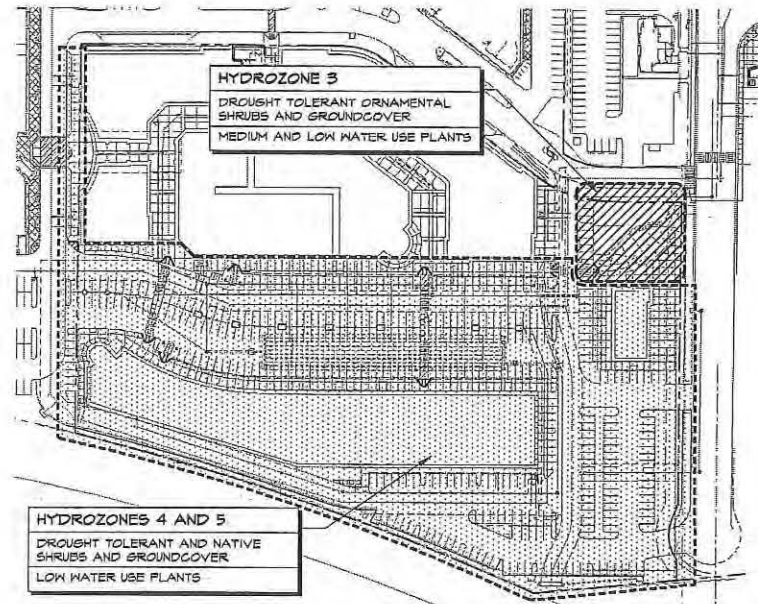 HYDROZONE 3
DROUGHT TOLERANT ORNAMENTAL
SHRUBS AND GROUNDCOVER
MEDIUM AND LOW WATER USE PLANTS
HYDROZONES 4 AND 5
DROUGHT TOLERANT AND NATIVE
SHRUBS AND GROUNDCOVER
LOW WATER USE PLANTS